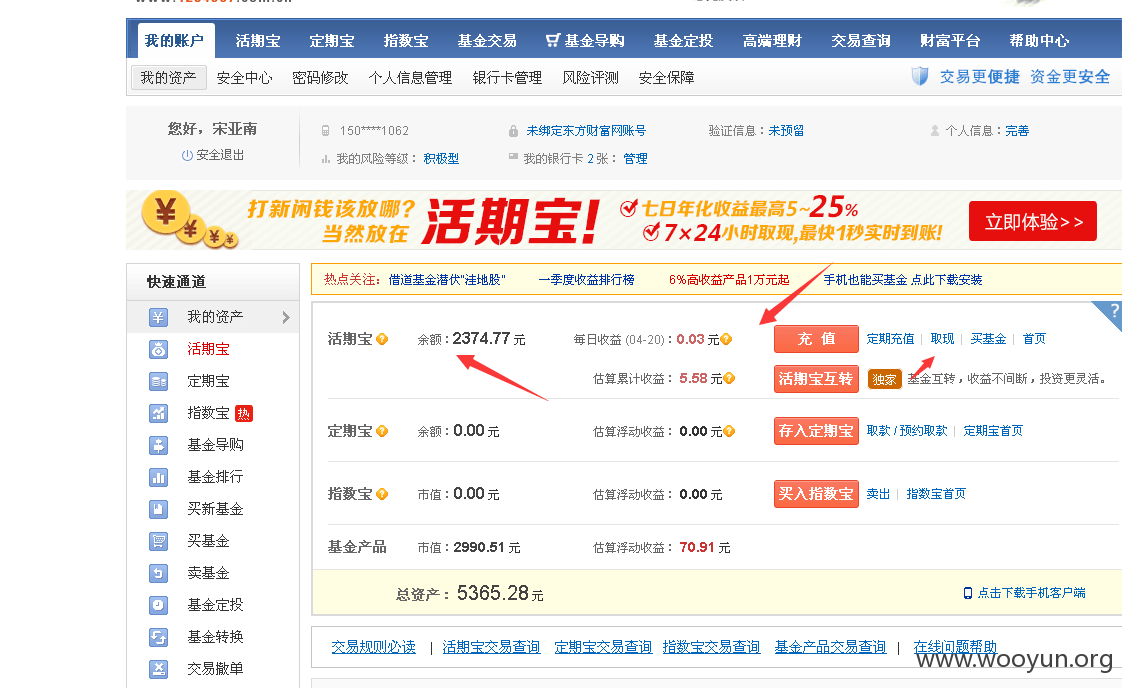 我的账户 活期宝 定期宝 指数宝 基金交易 基金导购 基金定投 高端理财 交易查询 财富平台 帮助中心
我的资产 安全中心 密码修改 个人信息管理 银行卡管理 风险评测 安全保障 交易更便捷 资金更安全
您好，宋亚南 150****1062 未绑定东方财富网账号 验证信息：未预留 个人信息：完善
安全退出 我的风险等级：积极型 我的银行卡 2 张：管理
打新闲钱该放哪？ 当然放在 活期宝！ 七日年化收益最高5~25% 立即体验>>
7×24小时取现,最快1秒实时到账!
快速通道 热点关注：借道基金潜伏"洼地股" 一季度收益排行榜 6%高收益产品1万元起 手机也能买基金 点此下载安装
我的资产
活期宝
定期宝
指数宝 热
基金导购
基金排行
买新基金
买基金
卖基金
基金定投
基金转换
交易撤单
?
活期宝 ? 余额：2374.77 元 每日收益 (04-20)：0.03 元 ? 充 值 定期充值 | 取现 | 买基金 | 首页
估算累计收益：5.58 元 ? 活期宝互转 独家 基金互转，收益不间断，投资更灵活。
定期宝 ? 余额：0.00 元 估算浮动收益：0.00 元 ? 存入定期宝 取款 / 预约取款 | 定期宝首页
指数宝 ? 市值：0.00 元 估算浮动收益：0.00 元 买入指数宝 卖出 | 指数宝首页
基金产品 市值：2990.51 元 估算浮动收益：70.91 元
总资产：5365.28 元 点击下载手机客户端
交易规则必读 | 活期宝交易查询 定期宝交易查询 指数宝交易查询 基金产品交易查询 | 在线问题帮助
www.wooyun.org